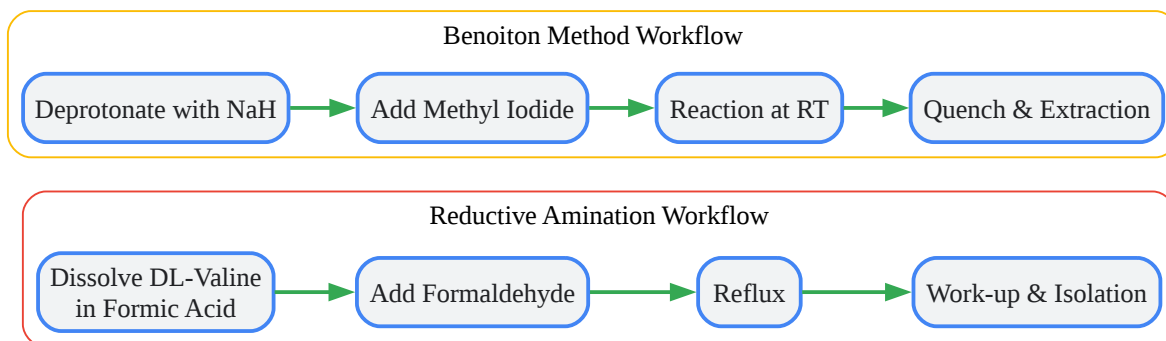 Benoiton Method Workflow
Deprotonate with NaH
Add Methyl Iodide
Reaction at RT
Quench & Extraction
Reductive Amination Workflow
Dissolve DL-Valine
in Formic Acid
Add Formaldehyde
Reflux
Work-up & Isolation